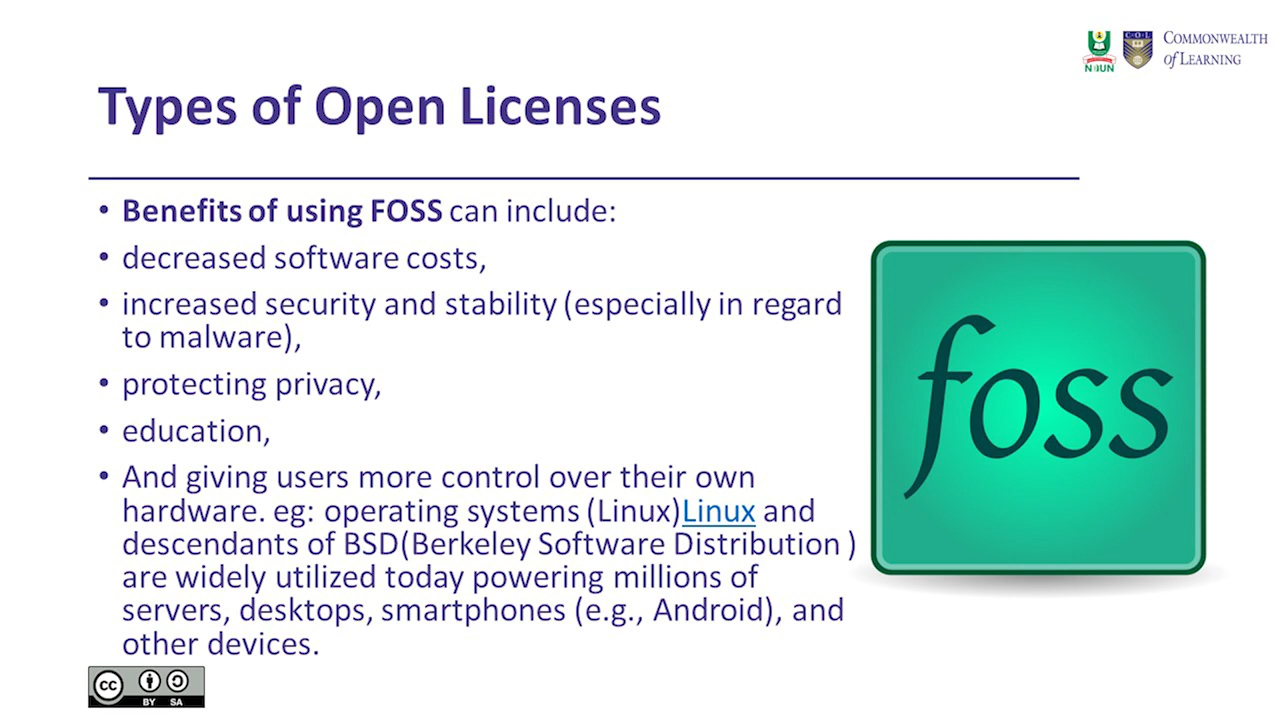 COMMONWEALTH
of LEARNING
C·O·L
NOUN
Types of Open Licenses
• Benefits of using FOSS can include:
• decreased software costs,
• increased security and stability (especially in regard
to malware),
• protecting privacy,
• education,
• And giving users more control over their own
hardware. eg: operating systems (Linux)Linux and
descendants of BSD(Berkeley Software Distribution )
are widely utilized today powering millions of
servers, desktops, smartphones (e.g., Android), and
other devices.
foss
cc
BY SA